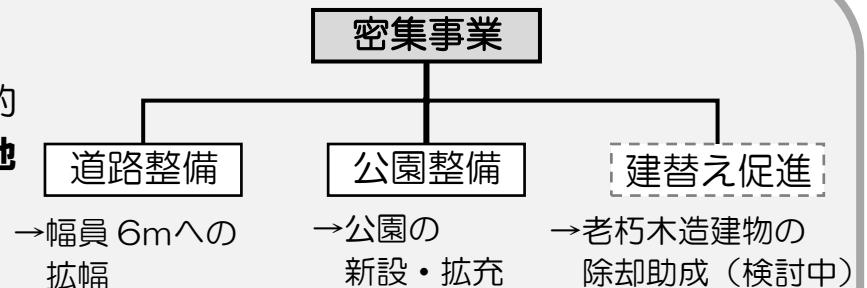 密集事業
的
地
道路整備
公園整備
建替え促進
→幅員 6mへの
拡幅
→公園の
新設・拡充
→老朽木造建物の
除却助成（検討中）